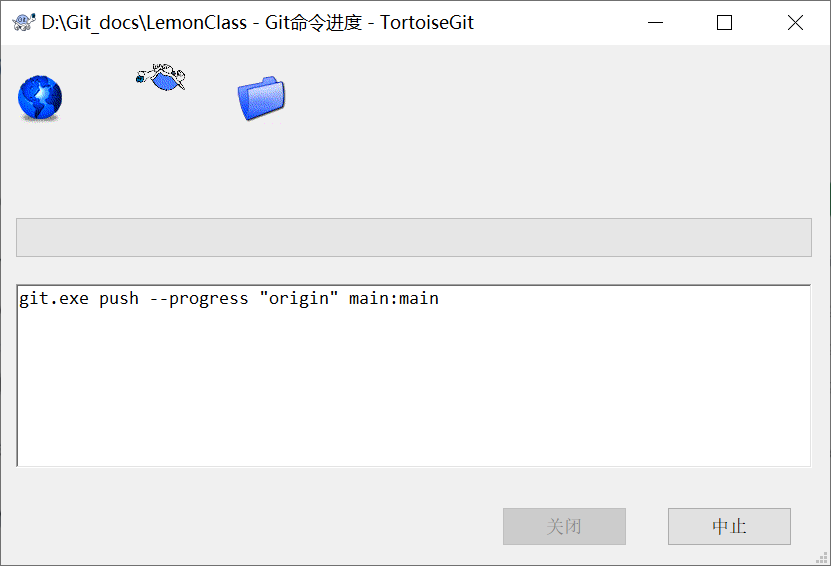 D:\Git_docs\LemonClass - Git命令进度 - TortoiseGit
git.exe push --progress "origin" main:main
关闭
中止